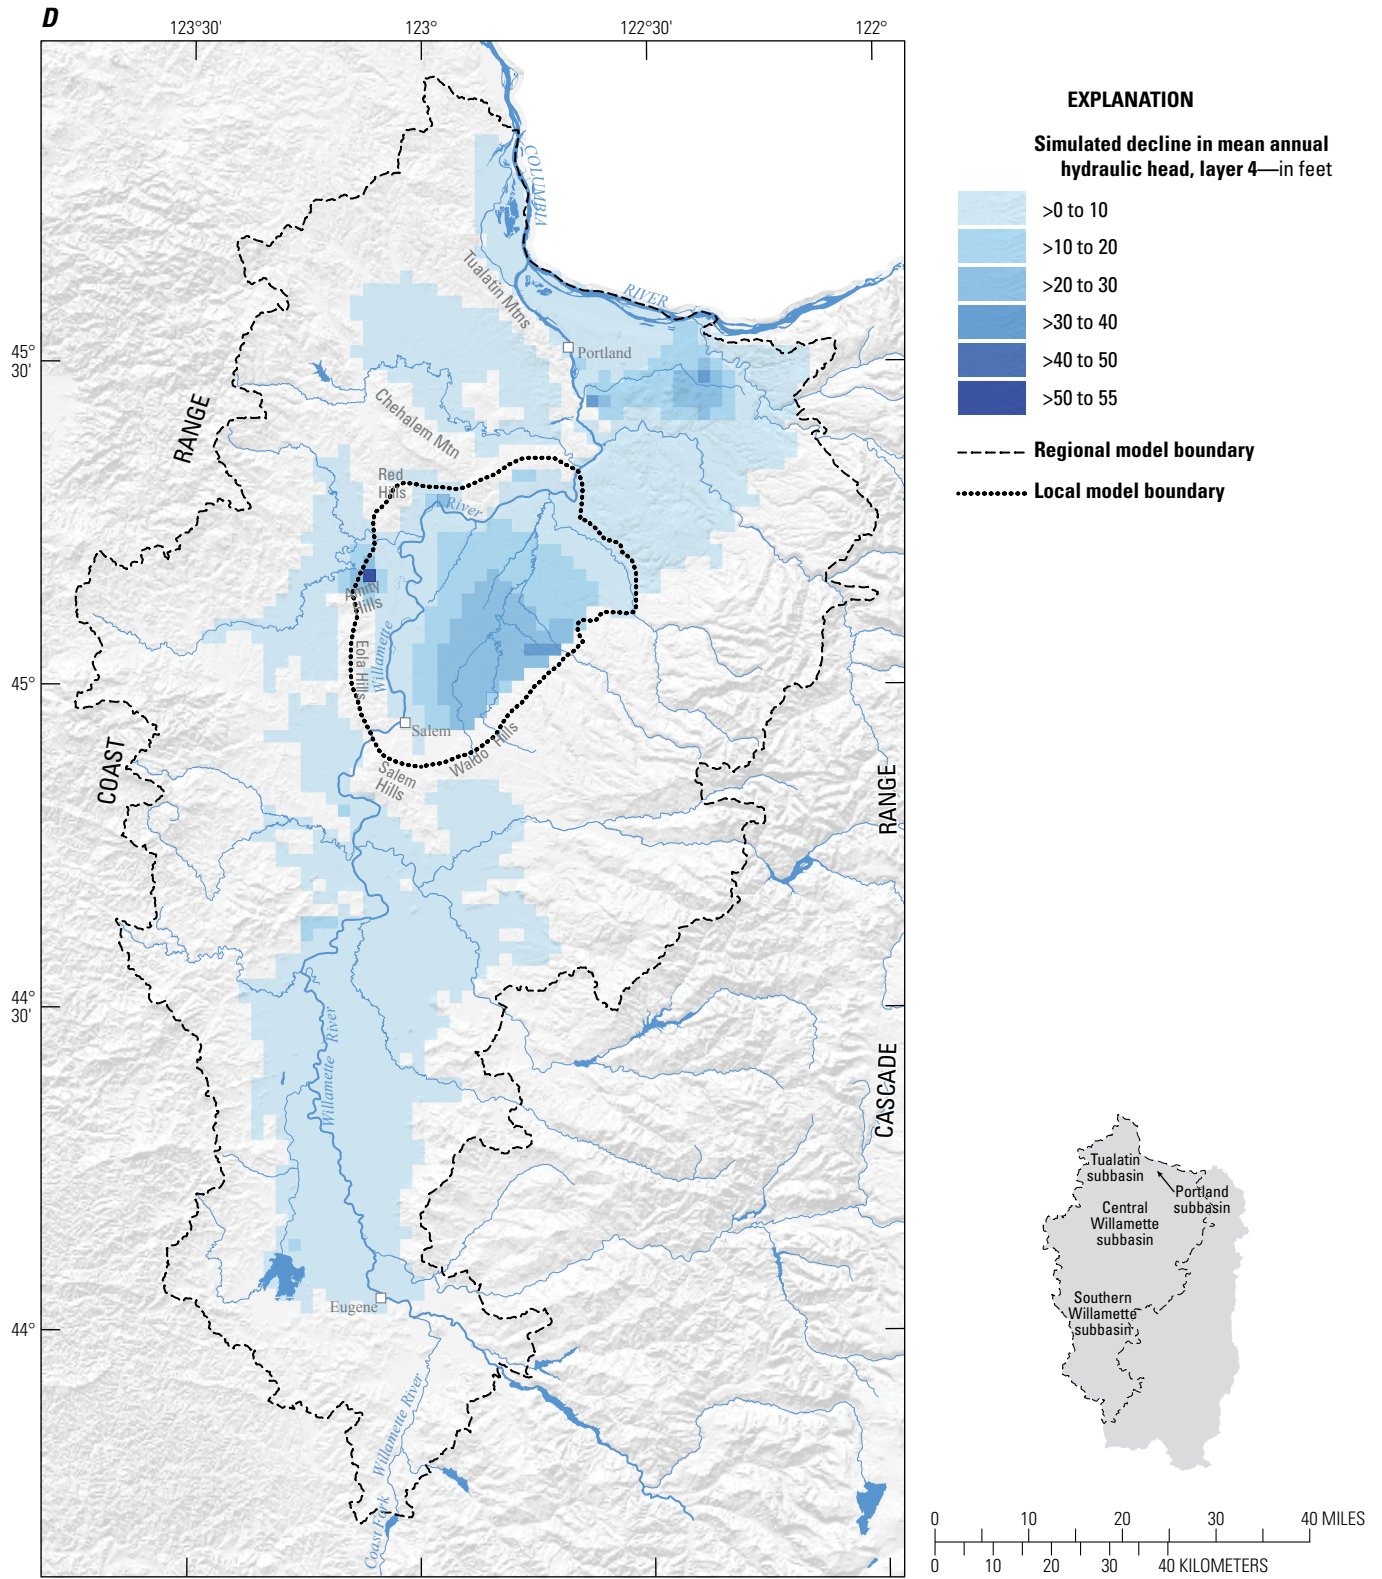 D
123°30'
123°
122°30'
122°
45°
30'
45°
44°
30'
44°
COLUMBIA
RIVER
Tualatin Mtns
Portland
Chehalem Mtn
RANGE
Red
Hills
River
Amity
Hills
Eola Hills
Willamette
Salem
Waldo Hills
Salem
Hills
COAST
RANGE
CASCADE
Willamette River
Eugene
Coast Fork Willamette River
EXPLANATION
Simulated decline in mean annual
hydraulic head, layer 4—in feet
>0 to 10
>10 to 20
>20 to 30
>30 to 40
>40 to 50
>50 to 55
Regional model boundary
Local model boundary
Tualatin
subbasin
Portland
subbasin
Central
Willamette
subbasin
Southern
Willamette
subbasin
0 10 20 30 40 MILES
0 10 20 30 40 KILOMETERS